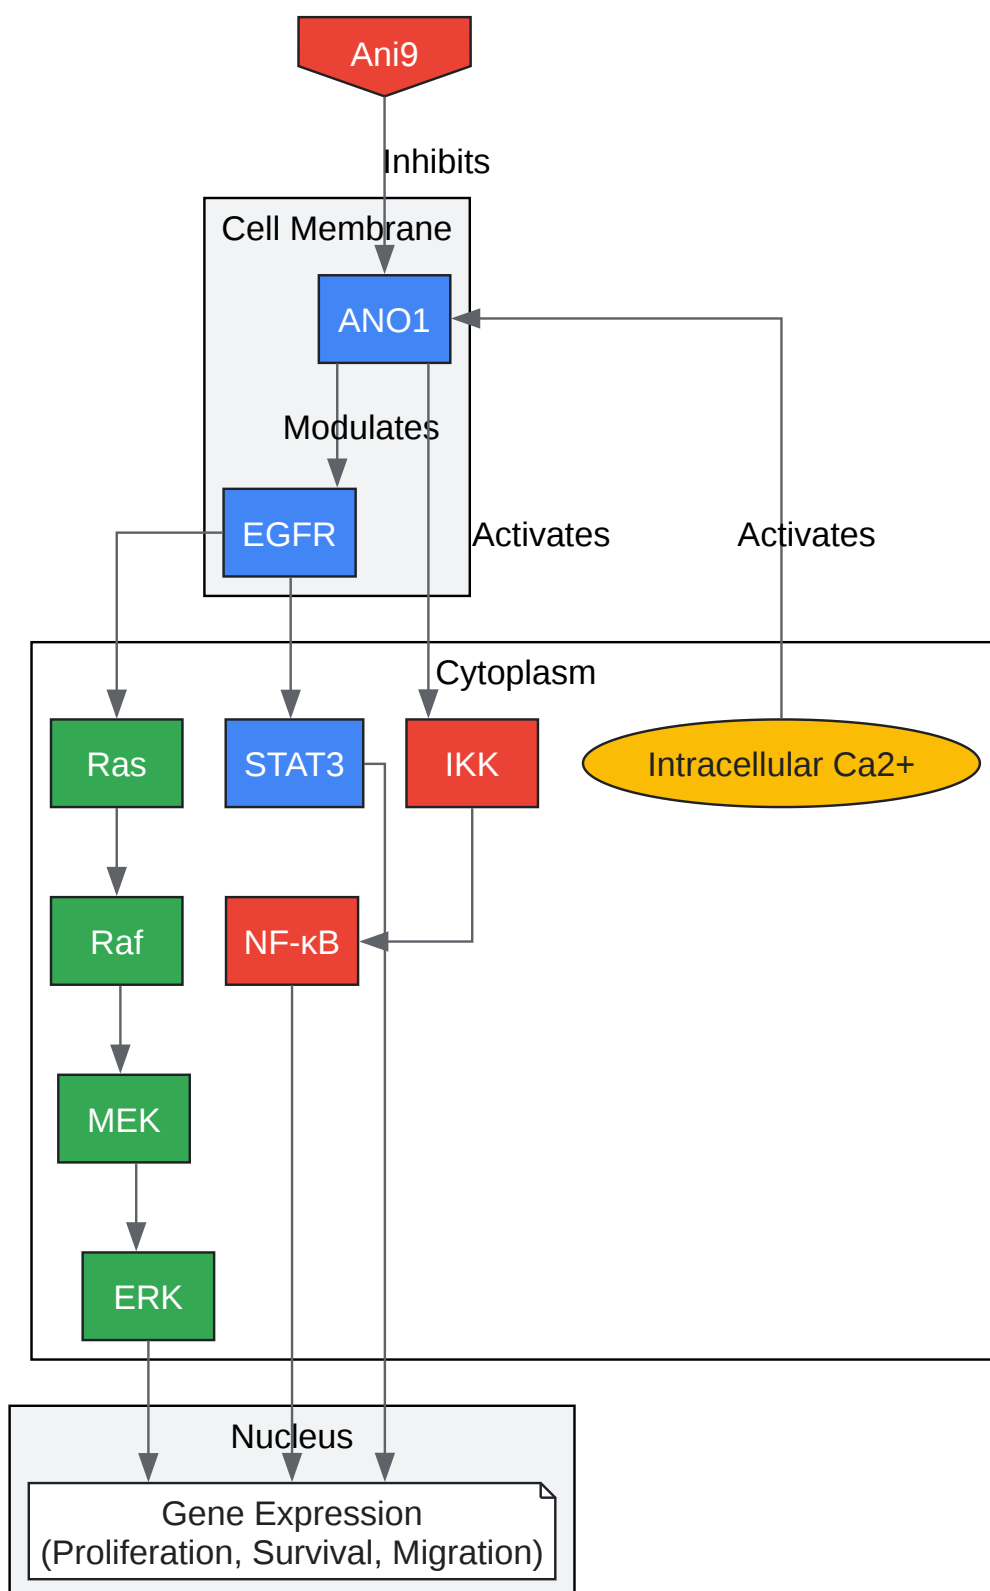 Ani9
Inhibits
Cell Membrane
ANO1
Modulates
EGFR
Activates
Activates
Cytoplasm
Ras
STAT3
IKK
Intracellular Ca2+
Raf
NF-κB
MEK
ERK
Nucleus
Gene Expression
(Proliferation, Survival, Migration)